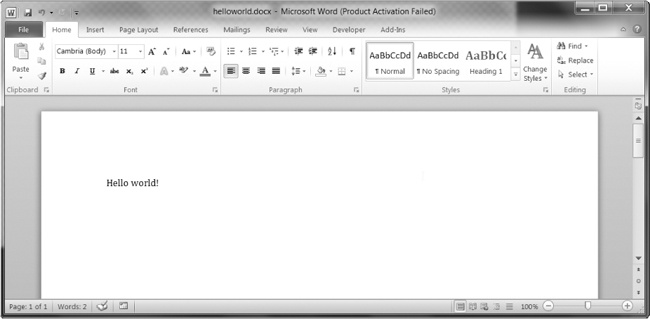 helloworld.docx - Microsoft Word (Product Activation Failed)
File Home Insert Page Layout References Mailings Review View Developer Add-Ins
Cambria (Body) 11 A A Aa
B I U abc x₂ x² A A
Paste
Clipboard Font Paragraph Styles Editing
AaBbCcDd AaBbCcDd AaBbCc
¶ Normal ¶ No Spacing Heading 1
Change
Styles
Find
Replace
Select
Hello world!
Page: 1 of 1 Words: 2 100%